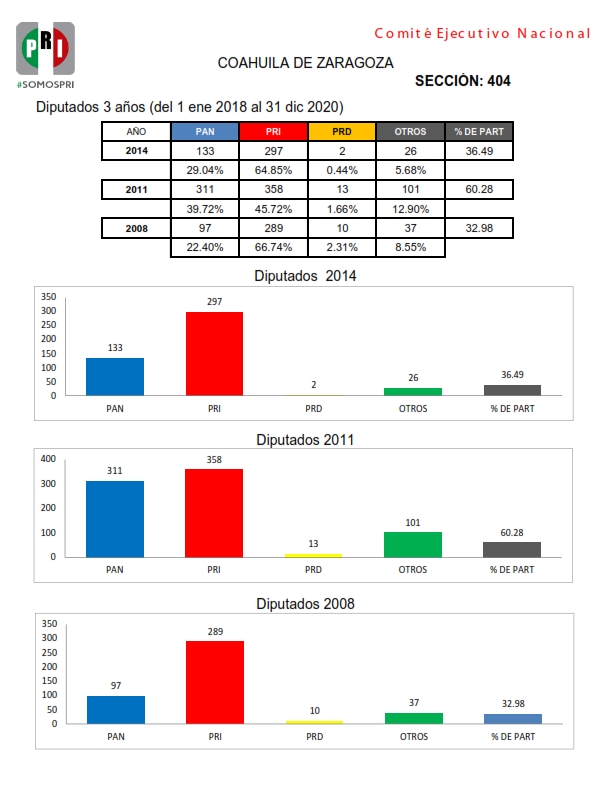 PRI
#SOMOSPRI
Comité Ejecutivo Nacional
COAHUILA DE ZARAGOZA
SECCIÓN: 404
Diputados 3 años (del 1 ene 2018 al 31 dic 2020)
AÑO PAN PRI PRD OTROS % DE PART
2014 133 297 2 26 36.49
29.04% 64.85% 0.44% 5.68%
2011 311 358 13 101 60.28
39.72% 45.72% 1.66% 12.90%
2008 97 289 10 37 32.98
22.40% 66.74% 2.31% 8.55%
Diputados 2014
350
300
250
200
150
100
50
0
133 297 2 26 36.49
PAN PRI PRD OTROS % DE PART
Diputados 2011
400
300
200
100
0
311 358 13 101 60.28
PAN PRI PRD OTROS % DE PART
Diputados 2008
350
300
250
200
150
100
50
0
97 289 10 37 32.98
PAN PRI PRD OTROS % DE PART